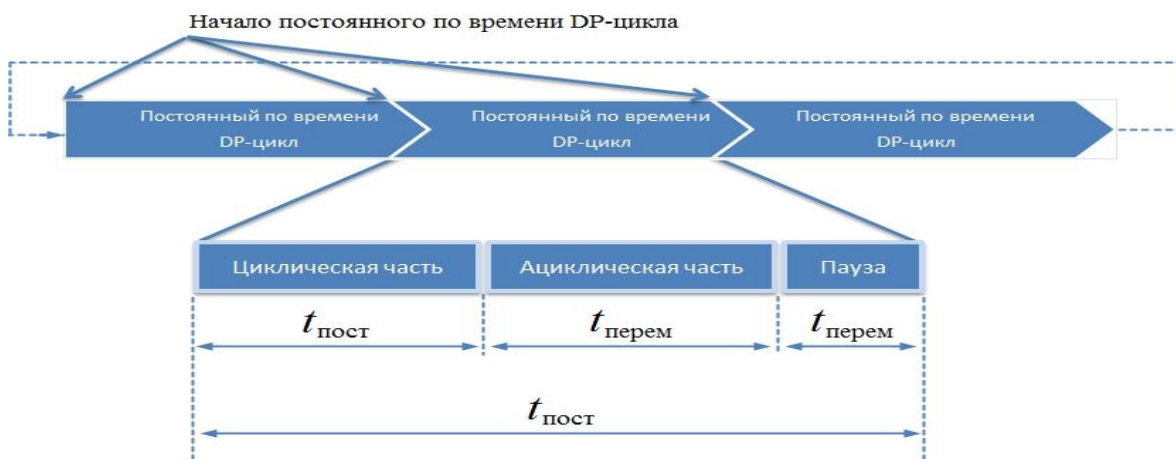 Начало постоянного по времени DP-цикла
Постоянный по времени
DP-цикл
Постоянный по времени
DP-цикл
Постоянный по времени
DP-цикл
Циклическая часть
Ациклическая часть
Пауза
tпост
tперем
tперем
tпост